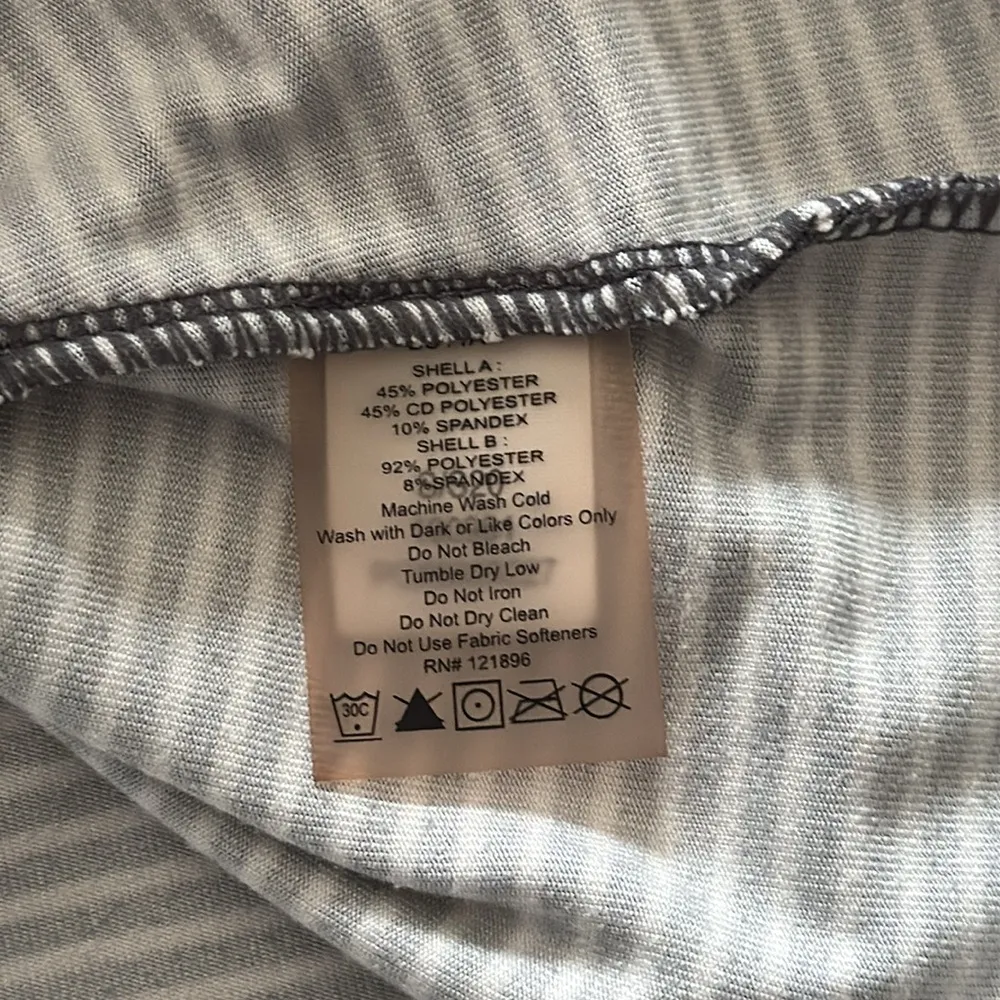 SHELL A :
45% POLYESTER
45% CD POLYESTER
10% SPANDEX
SHELL B :
92% POLYESTER
8% SPANDEX
Machine Wash Cold
Wash with Dark or Like Colors Only
Do Not Bleach
Tumble Dry Low
Do Not Iron
Do Not Dry Clean
Do Not Use Fabric Softeners
RN# 121896
30C